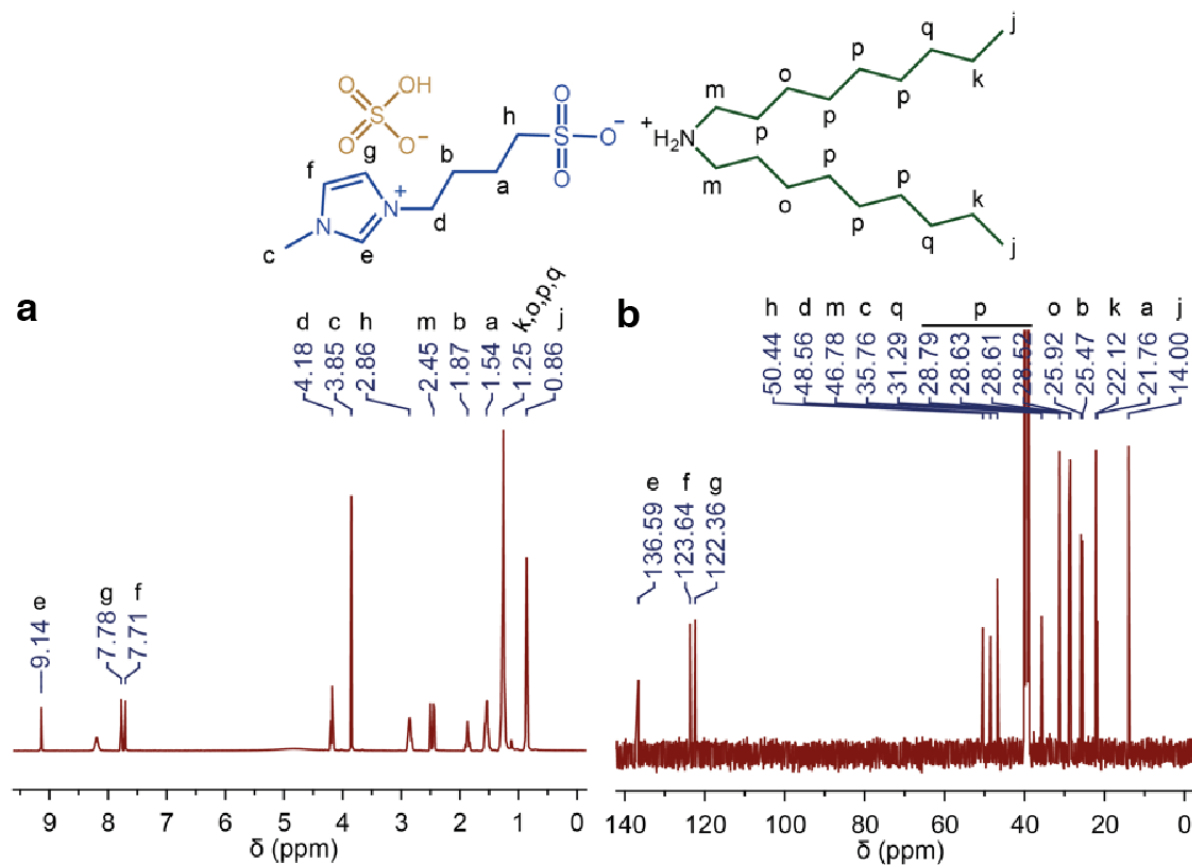 j
q
p
o
p
k
m
p
p
h
O
O
OH
S
O
O⁻
S
O⁻
O
O
+
H₂N
p
g
b
f
a
p
p
k
m
d
o
p
q
j
N
N
+
c
e
a
d c h m b a k,o,p,q j
4.18
3.85
2.86
2.45
1.87
1.54
1.25
0.86
e
9.14
g f
7.78
7.71
9 8 7 6 5 4 3 2 1 0
δ (ppm)
b
h d m c q p o b k a j
50.44
48.56
46.78
35.76
31.29
28.79
28.63
28.61
28.52
25.92
25.47
22.12
21.76
14.00
e f g
136.59
123.64
122.36
140 120 100 80 60 40 20 0
δ (ppm)